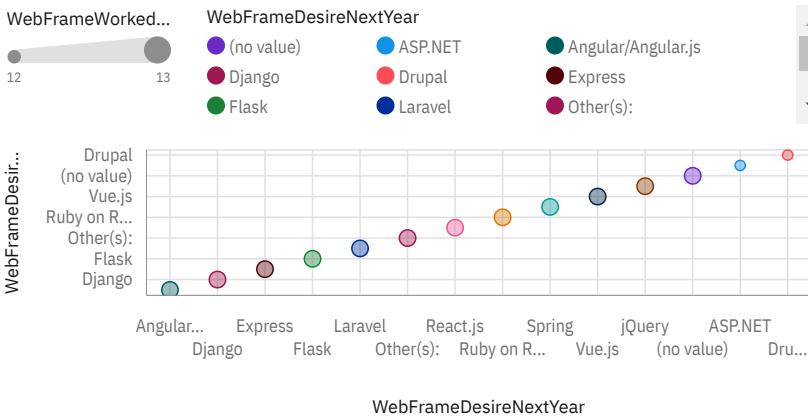 WebFrameWorked...
12 13
WebFrameDesireNextYear
(no value) ASP.NET Angular/Angular.js
Django Drupal Express
Flask Laravel Other(s):
WebFrameDesir...
Drupal
(no value)
Vue.js
Ruby on R...
Other(s):
Flask
Django
Angular... Express Laravel React.js Spring jQuery ASP.NET
Django Flask Other(s): Ruby on R... Vue.js (no value) Dru...
WebFrameDesireNextYear